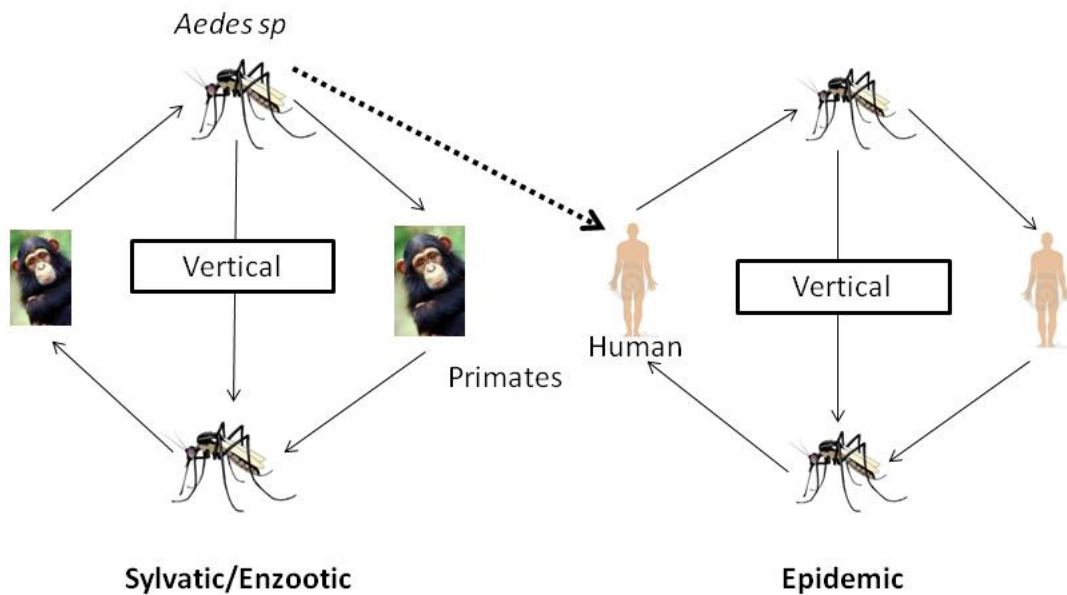 Aedes sp
Vertical
Vertical
Human
Primates
Sylvatic/Enzootic
Epidemic